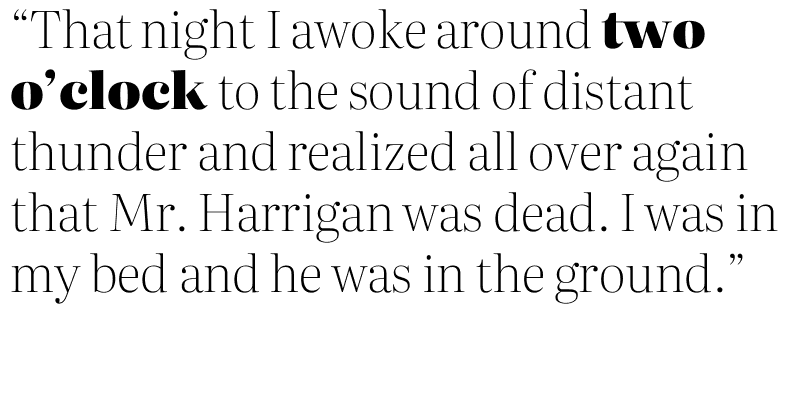 “That night I awoke around two
o’clock to the sound of distant
thunder and realized all over again
that Mr. Harrigan was dead. I was in
my bed and he was in the ground.”